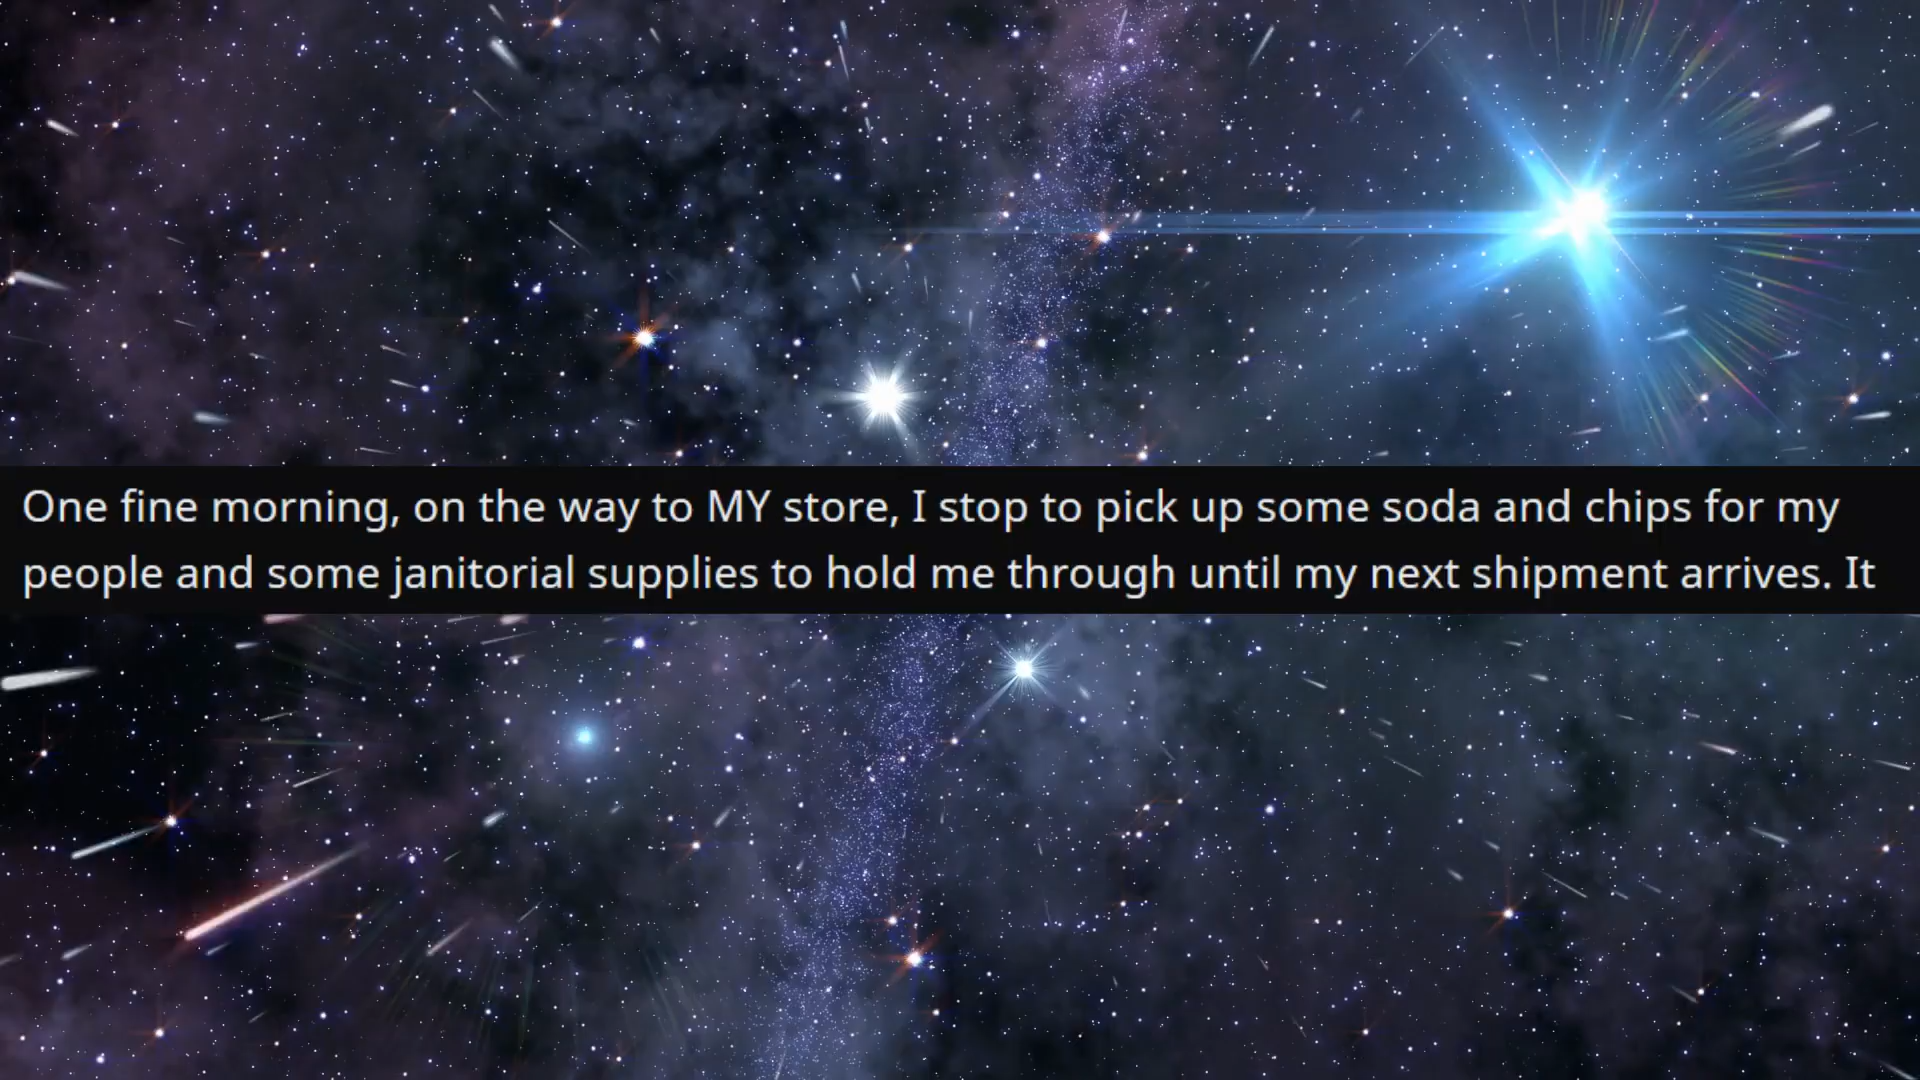 One fine morning, on the way to MY store, I stop to pick up some soda and chips for my
people and some janitorial supplies to hold me through until my next shipment arrives. It